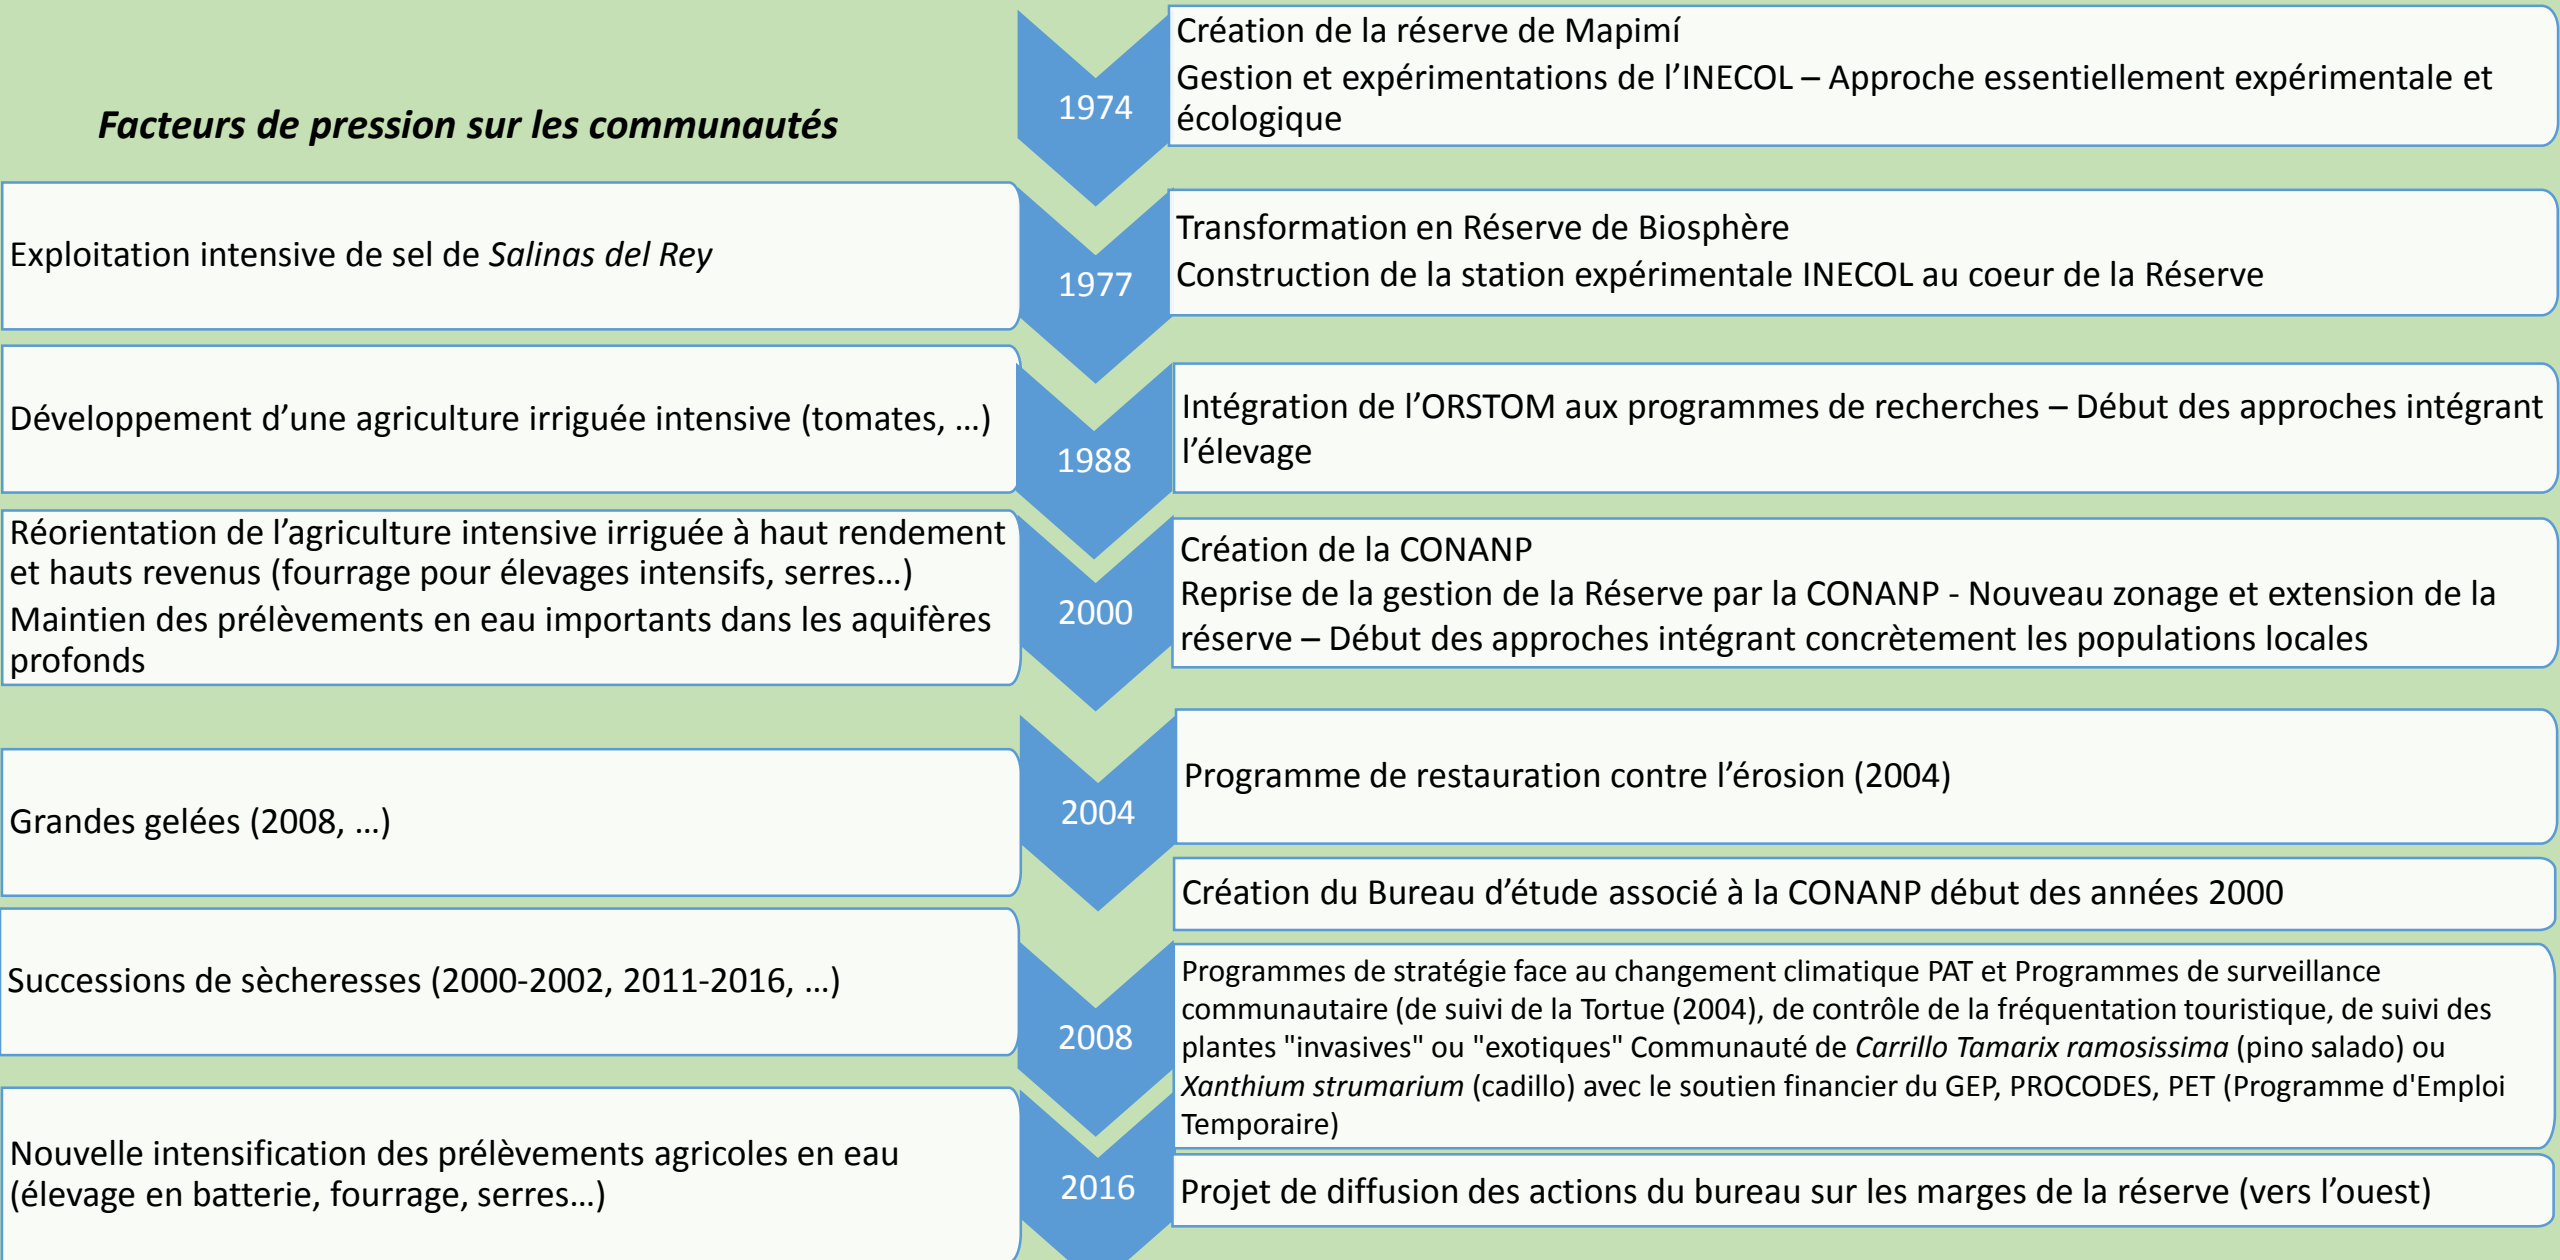 Facteurs de pression sur les communautés
1974
Création de la réserve de Mapimí
Gestion et expérimentations de l’INECOL – Approche essentiellement expérimentale et
écologique
Exploitation intensive de sel de Salinas del Rey
1977
Transformation en Réserve de Biosphère
Construction de la station expérimentale INECOL au coeur de la Réserve
Développement d’une agriculture irriguée intensive (tomates, …)
1988
Intégration de l’ORSTOM aux programmes de recherches – Début des approches intégrant
l’élevage
Réorientation de l’agriculture intensive irriguée à haut rendement
et hauts revenus (fourrage pour élevages intensifs, serres…)
Maintien des prélèvements en eau importants dans les aquifères
profonds
2000
Création de la CONANP
Reprise de la gestion de la Réserve par la CONANP - Nouveau zonage et extension de la
réserve – Début des approches intégrant concrètement les populations locales
Grandes gelées (2008, …)
2004
Programme de restauration contre l’érosion (2004)
Création du Bureau d’étude associé à la CONANP début des années 2000
Successions de sècheresses (2000-2002, 2011-2016, …)
2008
Programmes de stratégie face au changement climatique PAT et Programmes de surveillance
communautaire (de suivi de la Tortue (2004), de contrôle de la fréquentation touristique, de suivi des
plantes "invasives" ou "exotiques" Communauté de Carrillo Tamarix ramosissima (pino salado) ou
Xanthium strumarium (cadillo) avec le soutien financier du GEP, PROCODES, PET (Programme d'Emploi
Temporaire)
Nouvelle intensification des prélèvements agricoles en eau
(élevage en batterie, fourrage, serres…)
2016
Projet de diffusion des actions du bureau sur les marges de la réserve (vers l’ouest)